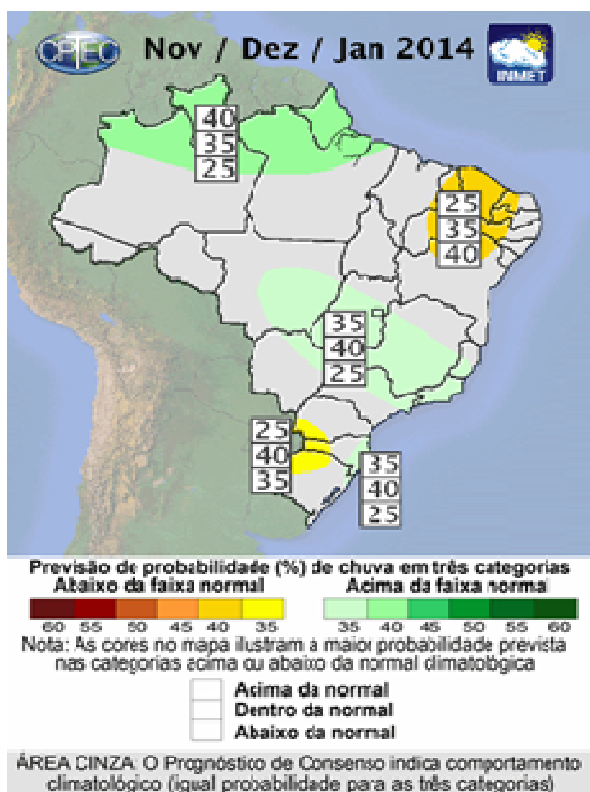 CPTEC Nov / Dez / Jan 2014
INMET
40
35
25
25
35
40
35
40
25
25
40
35
35
40
25
Previsão de probabilidade (%) de chuva em três categorias
Abaixo da faixa normal Acima da faixa normal
60 55 50 45 40 35 35 40 45 50 55 60
Nota: As cores no mapa ilustram a maior probabilidade prevista
nas categorias acima ou abaixo da normal climatológica
Acima da normal
Dentro da normal
Abaixo da normal
ÁREA CINZA: O Prognóstico de Consenso indica comportamento
climatológico (igual probabilidade para as três categorias)